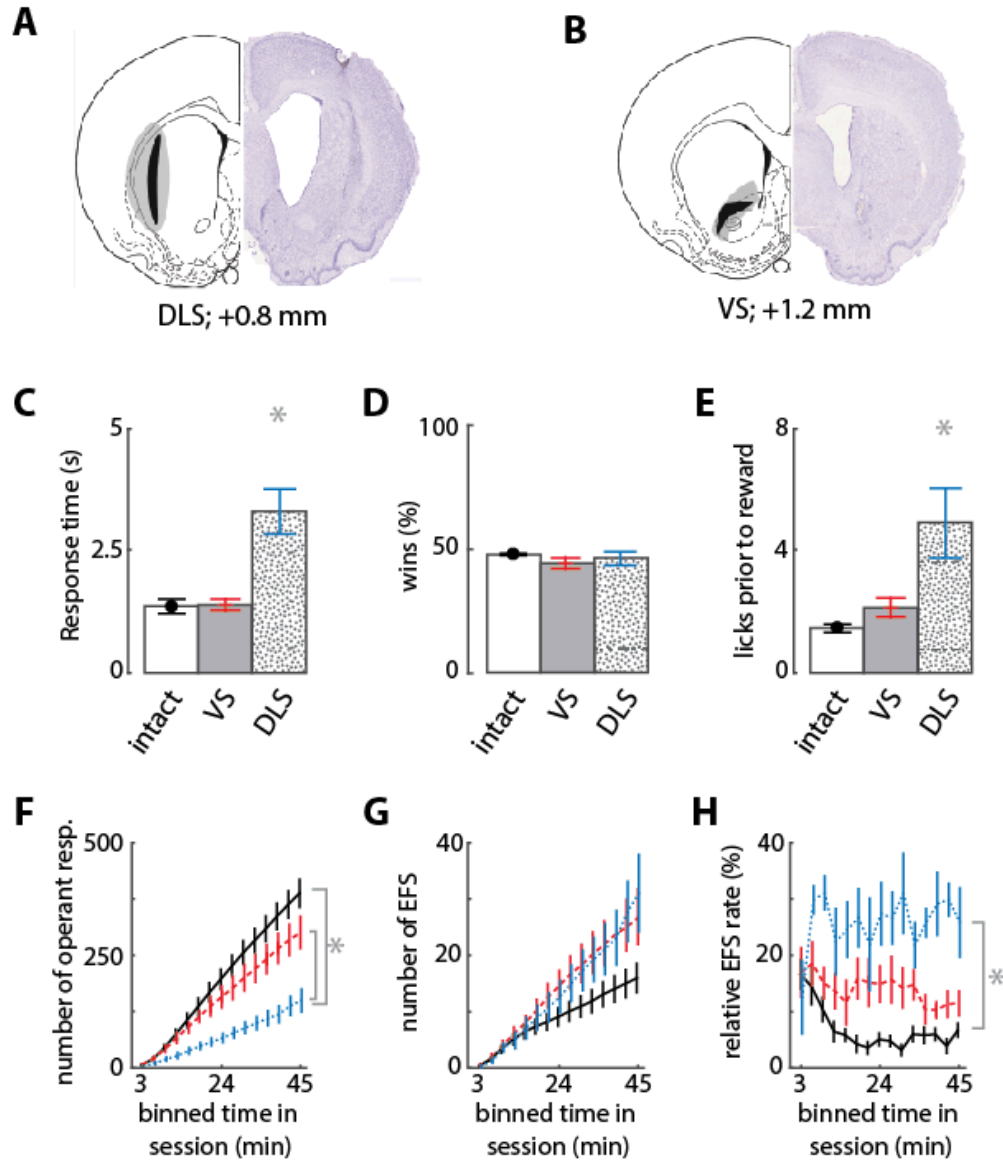 A
B
DLS; +0.8 mm
VS; +1.2 mm
C
D
E
Response time (s)
5
2.5
0
*
intact
VS
DLS
wins (%)
100
50
0
intact
VS
DLS
licks prior to reward
8
4
0
*
intact
VS
DLS
F
G
H
number of operant resp.
500
250
0
*
3
24
45
binned time in
session (min)
number of EFS
40
20
0
3
24
45
binned time in
session (min)
relative EFS rate (%)
40
20
0
*
3
24
45
binned time in
session (min)